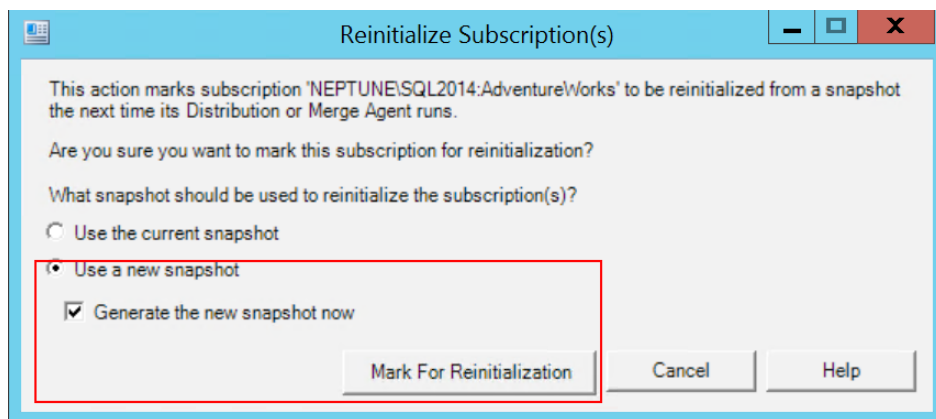 Reinitialize Subscription(s)
X
This action marks subscription 'NEPTUNE\SQL2014:AdventureWorks' to be reinitialized from a snapshot
the next time its Distribution or Merge Agent runs.
Are you sure you want to mark this subscription for reinitialization?
What snapshot should be used to reinitialize the subscription(s)?
Use the current snapshot
Use a new snapshot
Generate the new snapshot now
Mark For Reinitialization
Cancel
Help